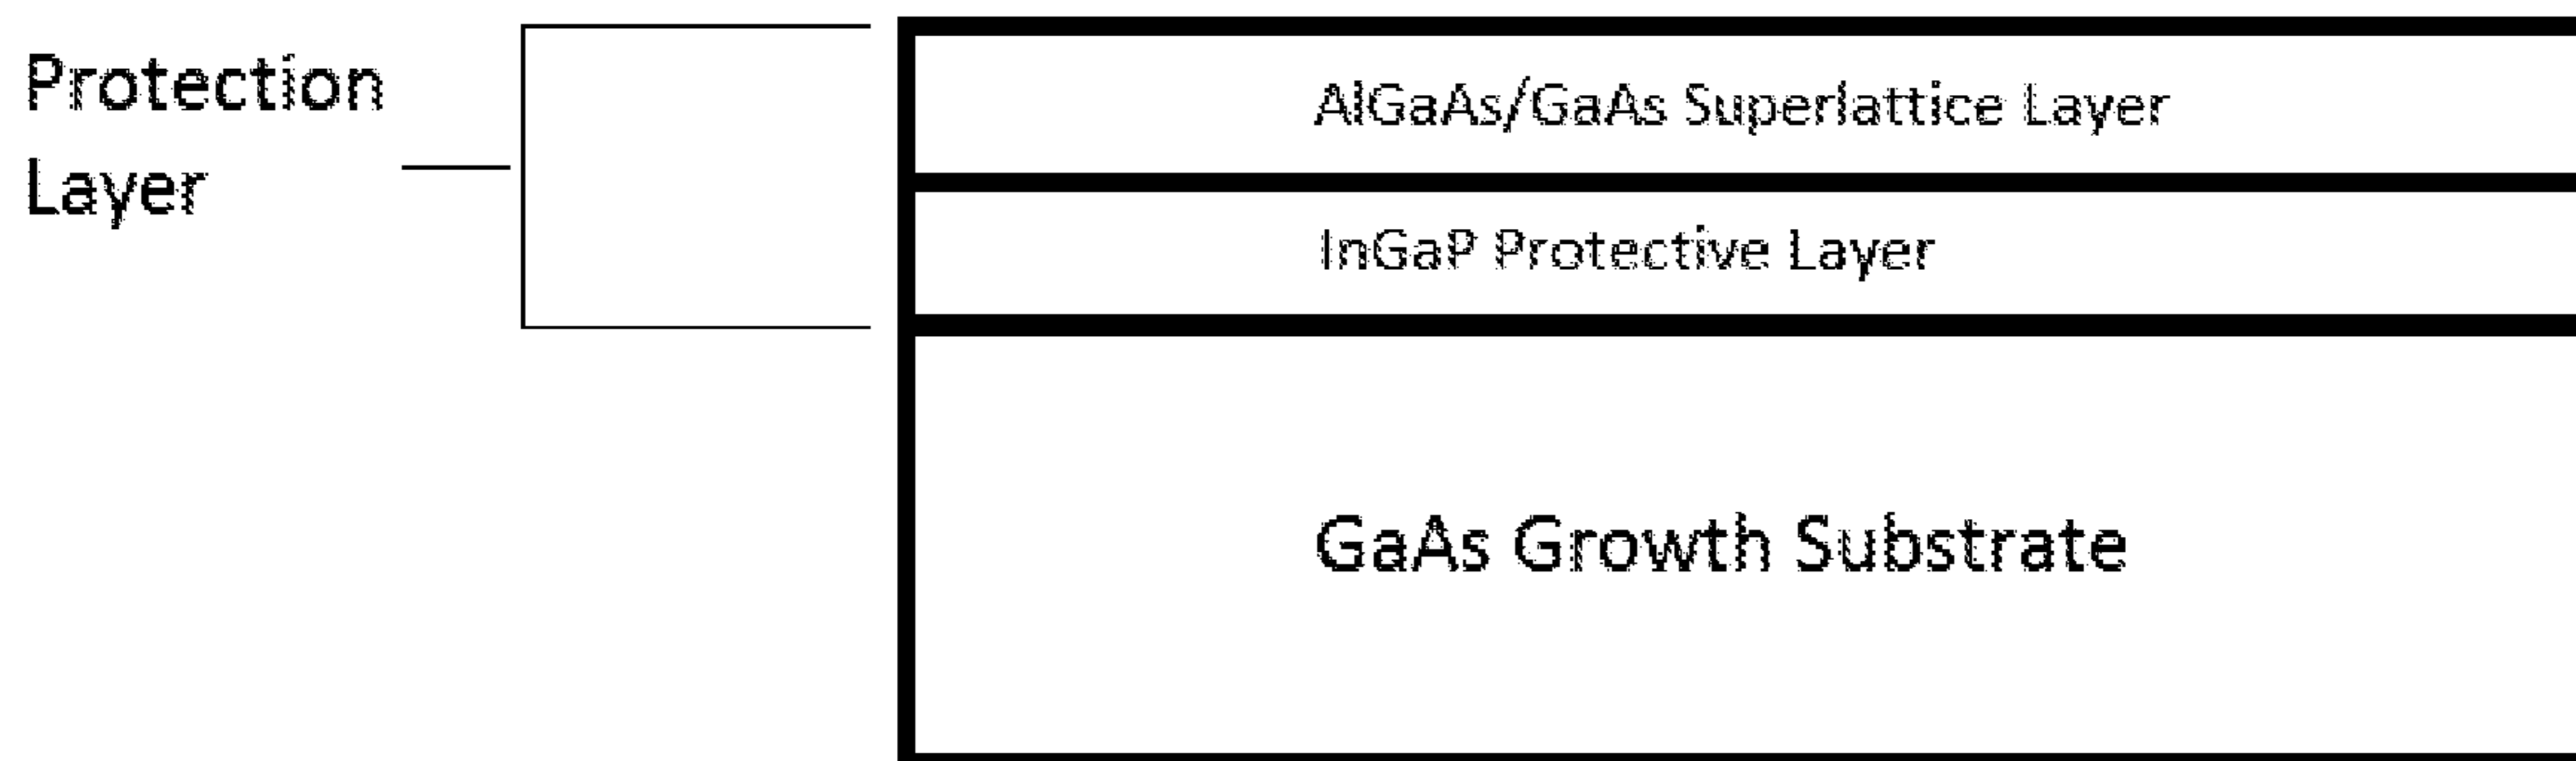 Protection
Layer
AlGaAs/GaAs Superlattice Layer
InGaP Protective Layer
GaAs Growth Substrate